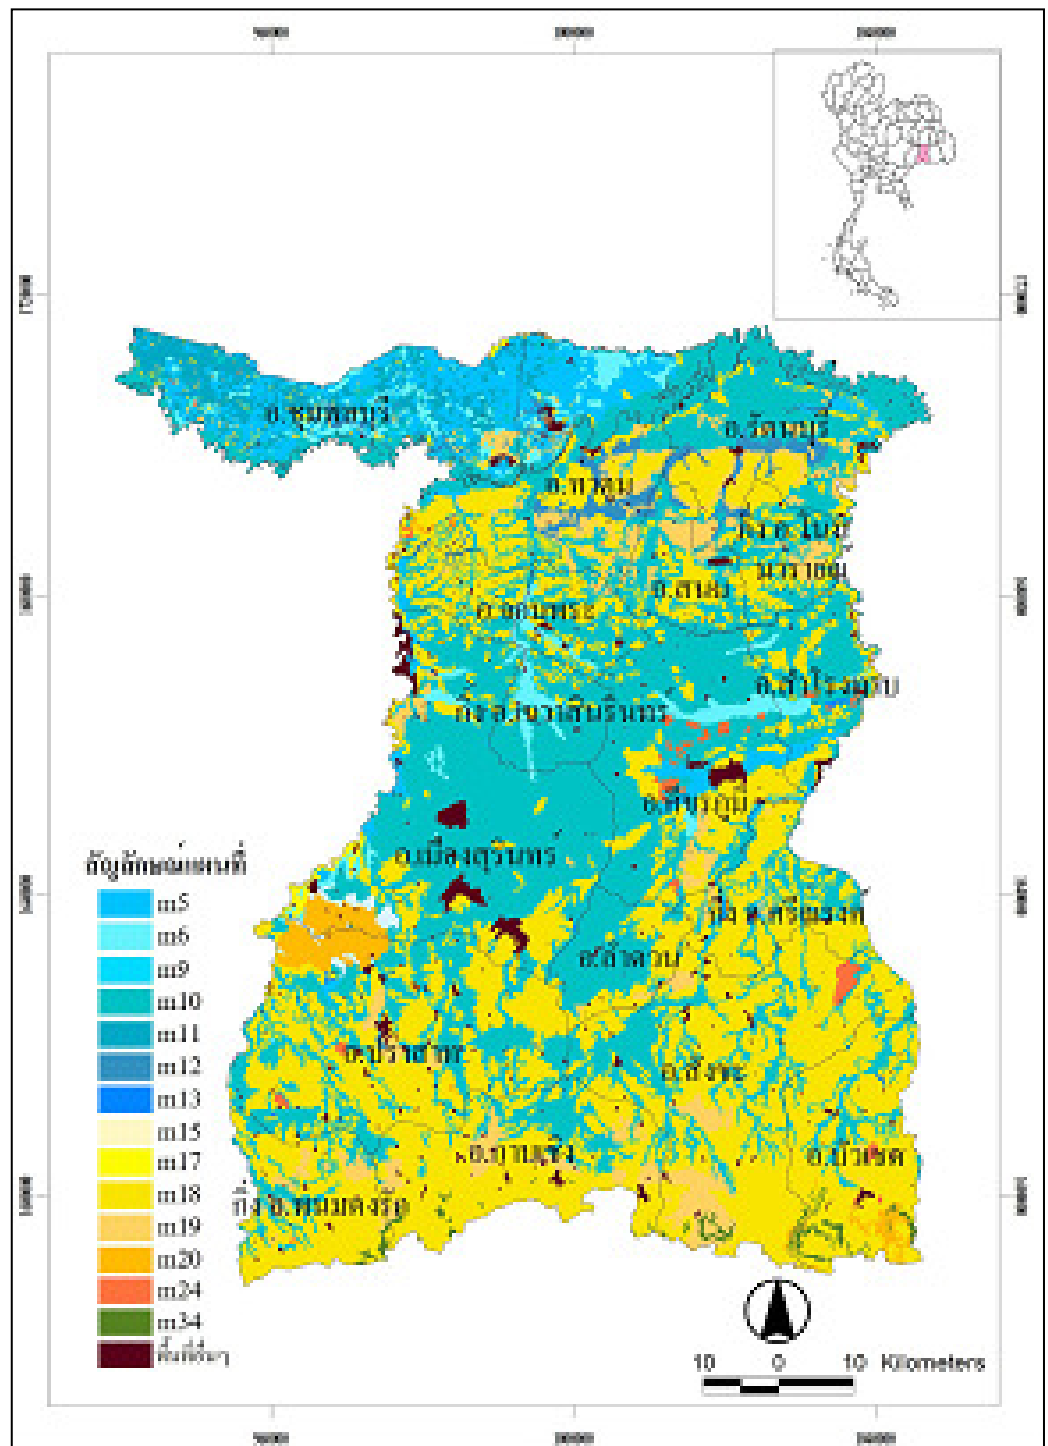 อ.ชุมพลบุรี
อ.รัตนบุรี
อ.ท่าตูม
กิ่ง อ.โนน
นารายณ์
อ.สนม
อ.จอมพระ
อ.สำโรงทาบ
กิ่ง อ.เขวาสินรินทร์
อ.ศีขรภูมิ
อ.เมืองสุรินทร์
กิ่ง อ.ศรีณรงค์
อ.ลำดวน
อ.ปราสาท
อ.สังขะ
อ.กาบเชิง
อ.บัวเชด
กิ่ง อ.พนมดงรัก
สัญลักษณ์แผนที่
m5
m6
m9
m10
m11
m12
m13
m15
m17
m18
m19
m20
m24
m34
พื้นที่อื่นๆ
10 0 10 Kilometers